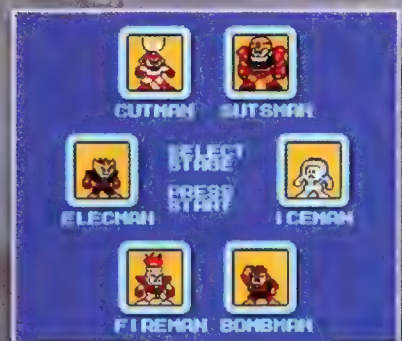 CUTMAN GUTSMAN
SELECT
STAGE
PRESS
START
ELECMAN ICEMAN
FIREMAN BOMBMAN